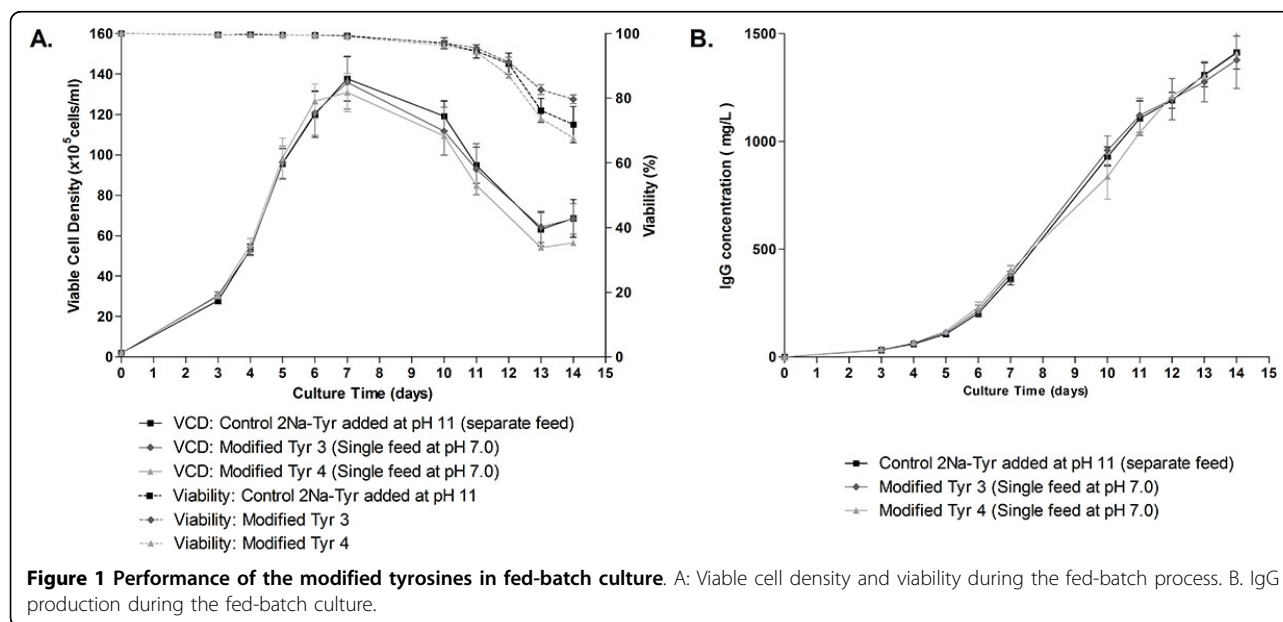 A.
160
140
120
100
80
60
40
20
0
Viable Cell Density (x10⁵cells/ml)
100
80
60
40
20
0
Viability (%)
0 1 2 3 4 5 6 7 8 9 10 11 12 13 14 15
Culture Time (days)
VCD: Control 2Na-Tyr added at pH 11 (separate feed)
VCD: Modified Tyr 3 (Single feed at pH 7.0)
VCD: Modified Tyr 4 (Single feed at pH 7.0)
Viability: Control 2Na-Tyr added at pH 11
Viability: Modified Tyr 3
Viability: Modified Tyr 4
B.
1500
1000
500
0
IgG concentration ( mg/L)
0 1 2 3 4 5 6 7 8 9 10 11 12 13 14 15
Culture Time (days)
Control 2Na-Tyr added at pH 11 (separate feed)
Modified Tyr 3 (Single feed at pH 7.0)
Modified Tyr 4 (Single feed at pH 7.0)
Figure 1 Performance of the modified tyrosines in fed-batch culture. A: Viable cell density and viability during the fed-batch process. B. IgG
production during the fed-batch culture.